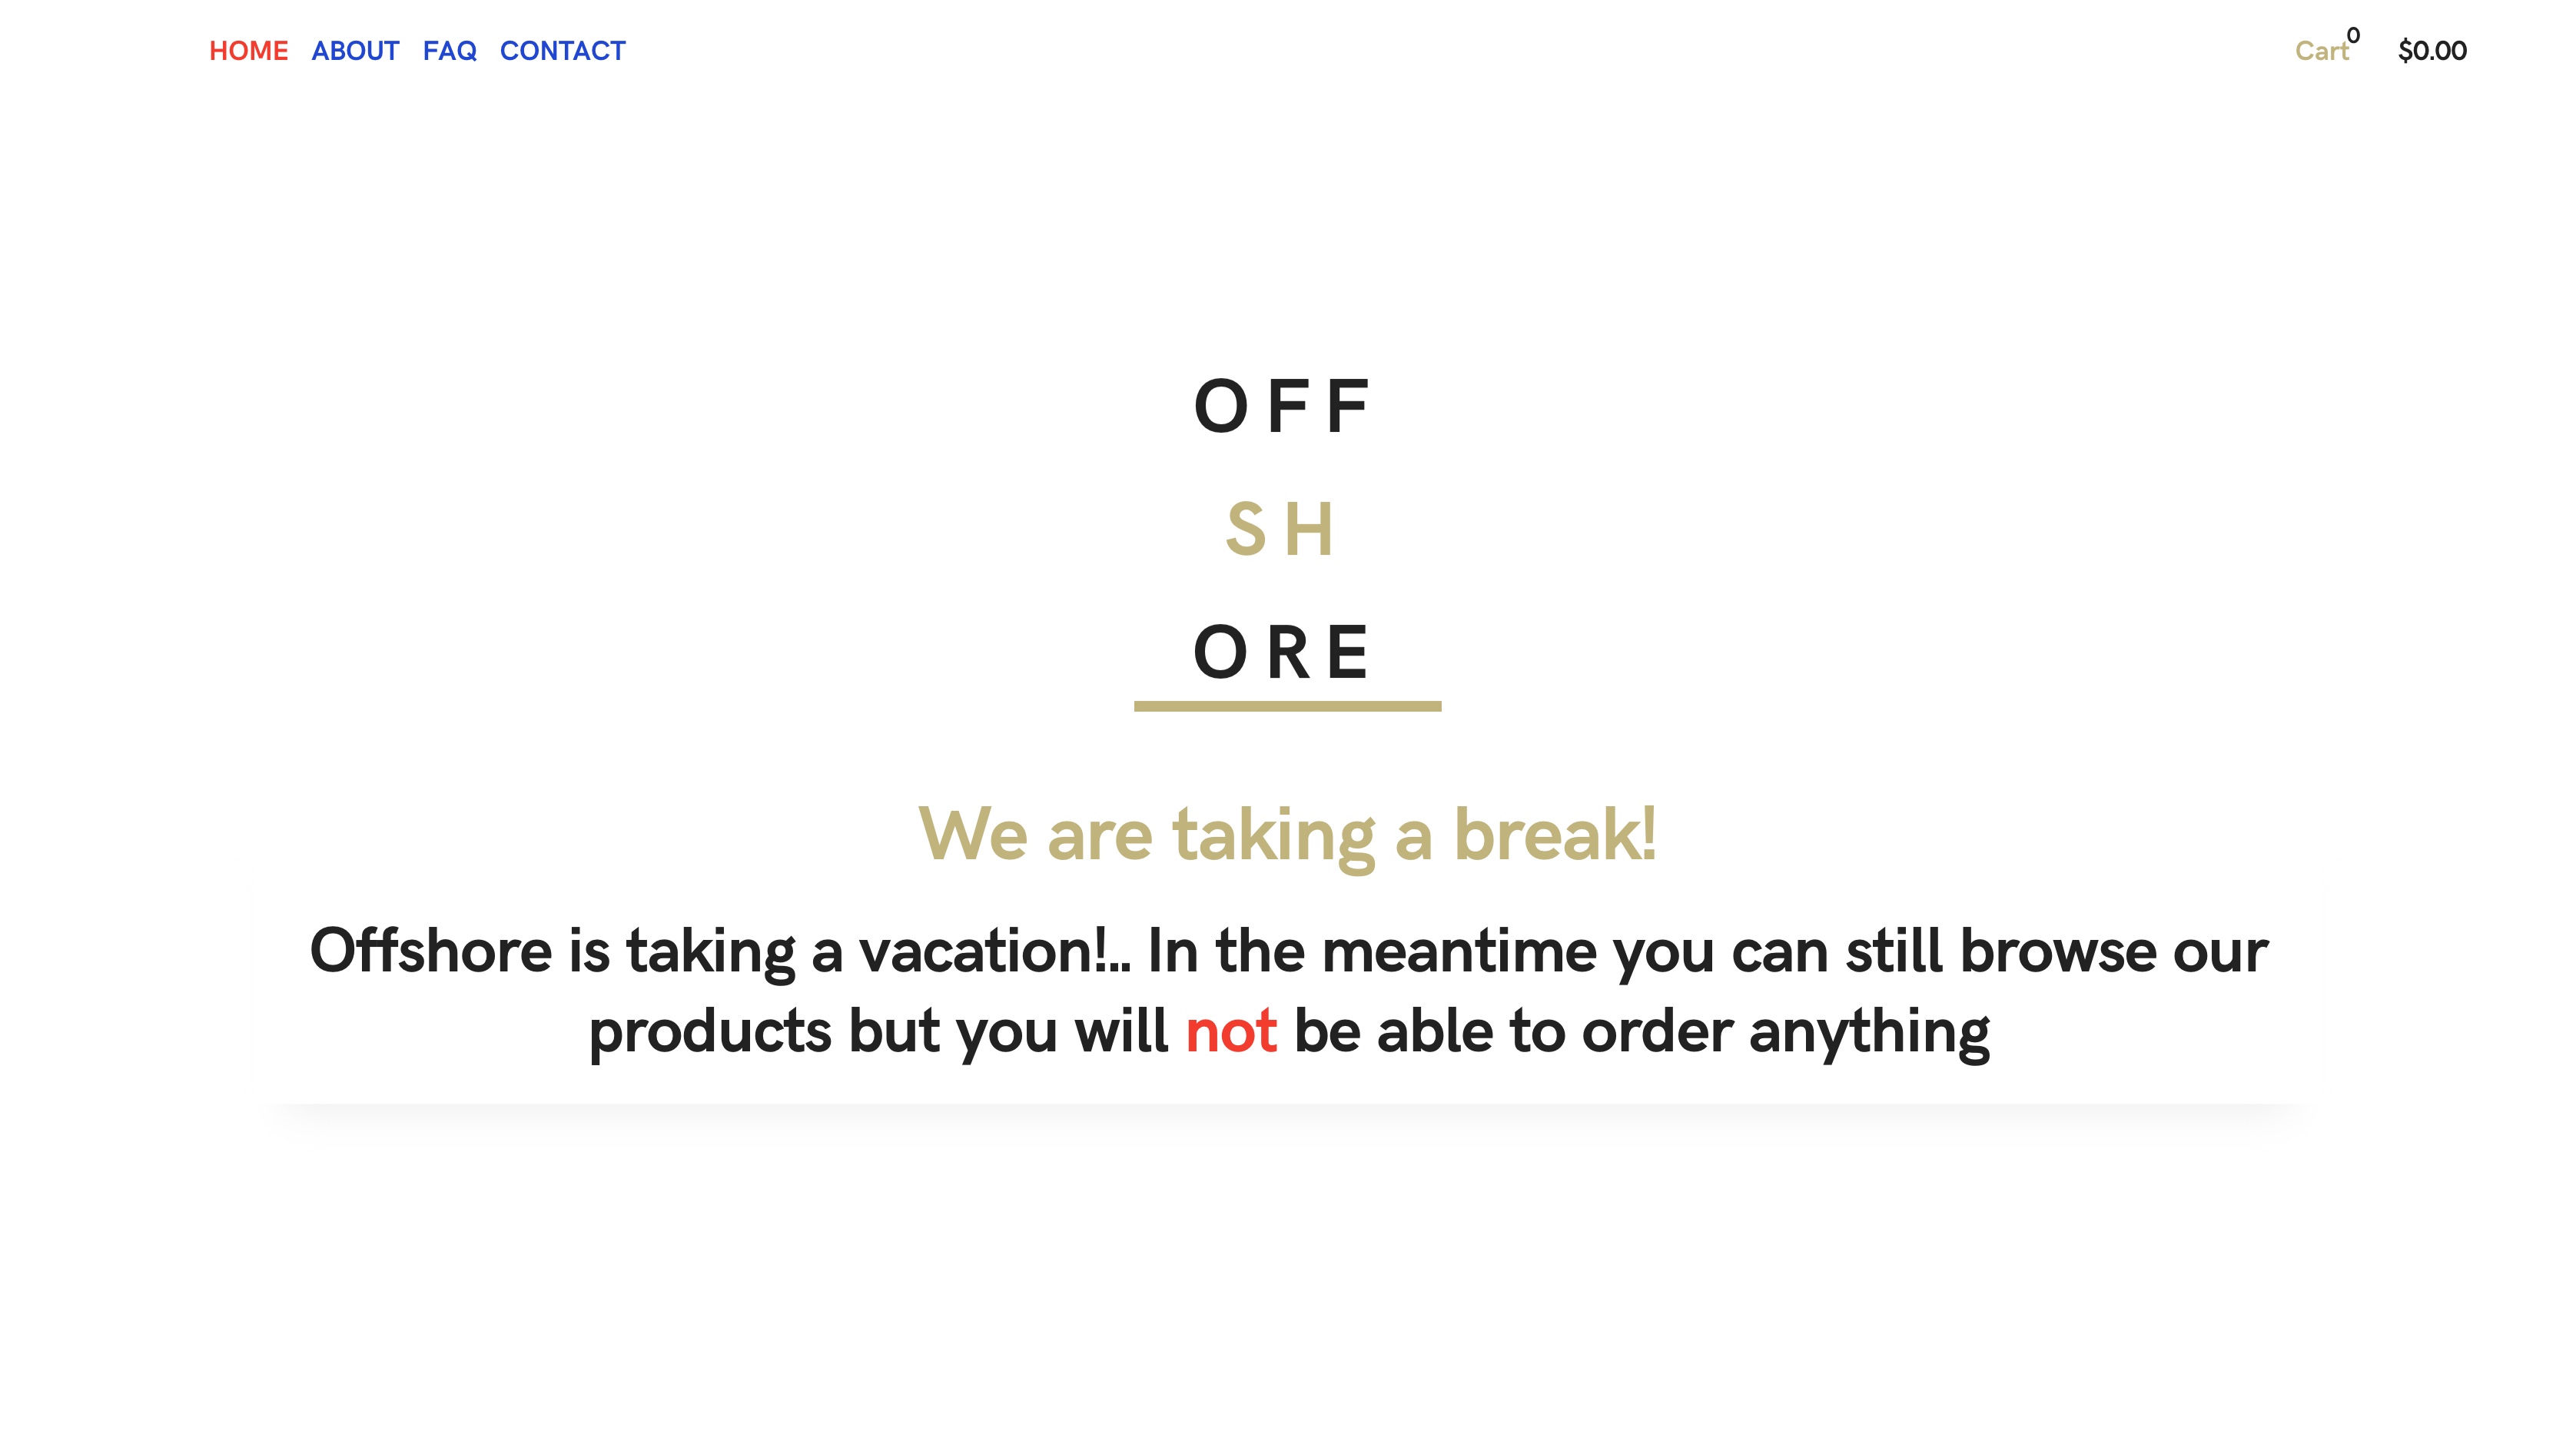 HOME ABOUT FAQ CONTACT
Cart 0 $0.00
OFF
SH
ORE
We are taking a break!
Offshore is taking a vacation!.. In the meantime you can still browse our
products but you will not be able to order anything